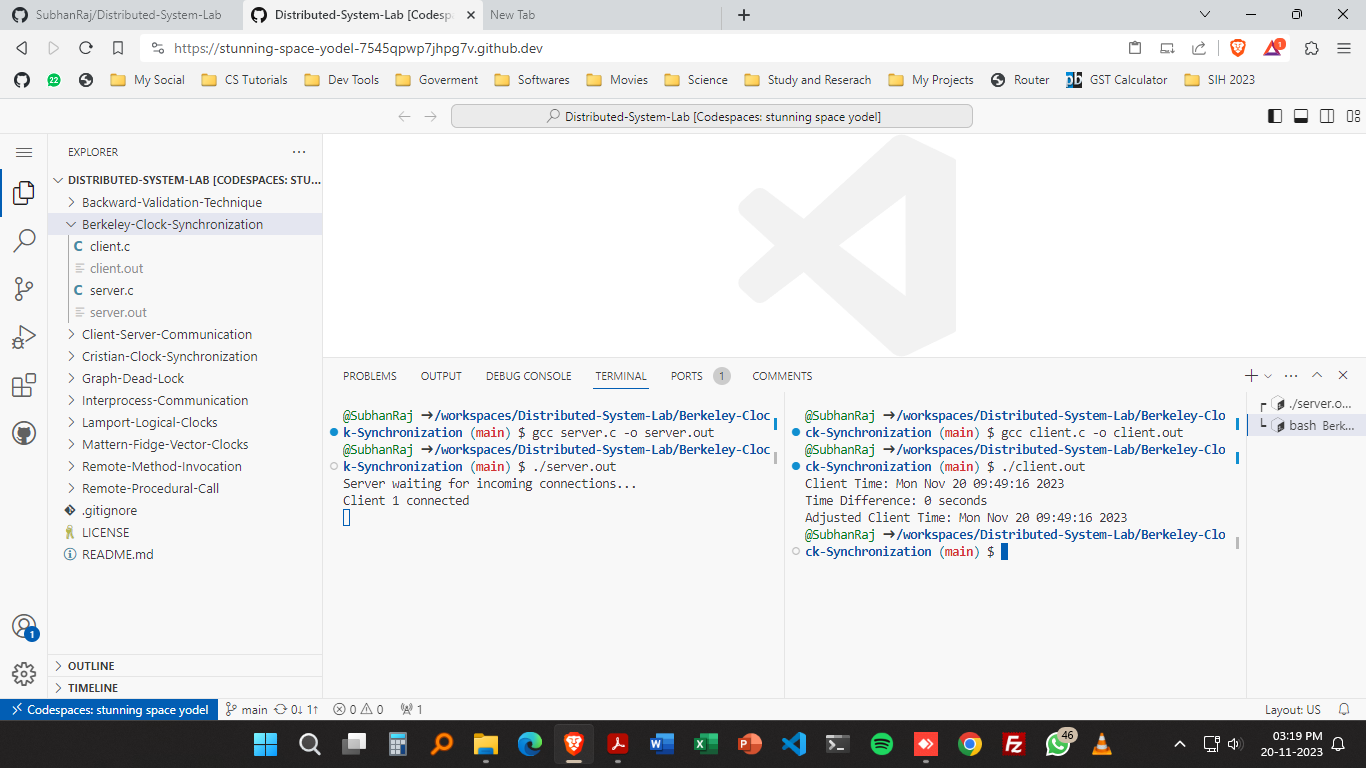 SubhanRaj/Distributed-System-Lab
Distributed-System-Lab [Codesp
New Tab
https://stunning-space-yodel-7545qpwp7jhpg7v.github.dev
1
22
My Social
CS Tutorials
Dev Tools
Goverment
Softwares
Movies
Science
Study and Reserach
My Projects
Router
GST Calculator
SIH 2023
Distributed-System-Lab [Codespaces: stunning space yodel]
EXPLORER
DISTRIBUTED-SYSTEM-LAB [CODESPACES: STU...
Backward-Validation-Technique
Berkeley-Clock-Synchronization
C client.c
client.out
C server.c
server.out
Client-Server-Communication
Cristian-Clock-Synchronization
Graph-Dead-Lock
Interprocess-Communication
Lamport-Logical-Clocks
Mattern-Fidge-Vector-Clocks
Remote-Method-Invocation
Remote-Procedural-Call
.gitignore
LICENSE
README.md
OUTLINE
TIMELINE
1
PROBLEMS
OUTPUT
DEBUG CONSOLE
TERMINAL
PORTS 1
COMMENTS
@SubhanRaj ➜/workspaces/Distributed-System-Lab/Berkeley-Cloc
k-Synchronization (main) $ gcc server.c -o server.out
@SubhanRaj ➜/workspaces/Distributed-System-Lab/Berkeley-Cloc
k-Synchronization (main) $ ./server.out
Server waiting for incoming connections...
Client 1 connected
@SubhanRaj ➜/workspaces/Distributed-System-Lab/Berkeley-Clo
ck-Synchronization (main) $ gcc client.c -o client.out
@SubhanRaj ➜/workspaces/Distributed-System-Lab/Berkeley-Clo
ck-Synchronization (main) $ ./client.out
Client Time: Mon Nov 20 09:49:16 2023
Time Difference: 0 seconds
Adjusted Client Time: Mon Nov 20 09:49:16 2023
@SubhanRaj ➜/workspaces/Distributed-System-Lab/Berkeley-Clo
ck-Synchronization (main) $
./server.o...
bash Berk...
Codespaces: stunning space yodel
main 0↓ 1↑
0 0
1
Layout: US
46
03:19 PM
20-11-2023